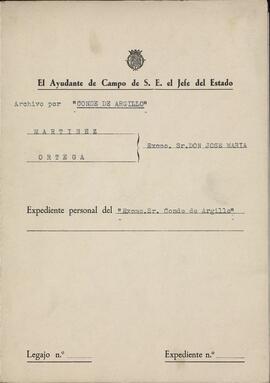 El Ayudante de Campo de S. E. el Jefe del Estado
Archivo por "CONDE DE ARGILLO"
MARTINEZ
Excmo. Sr. DON JOSE MARIA
ORTEGA
Expediente personal del "Excmo.Sr. Conde de Argillo"
Legajo n.º
Expediente n.º